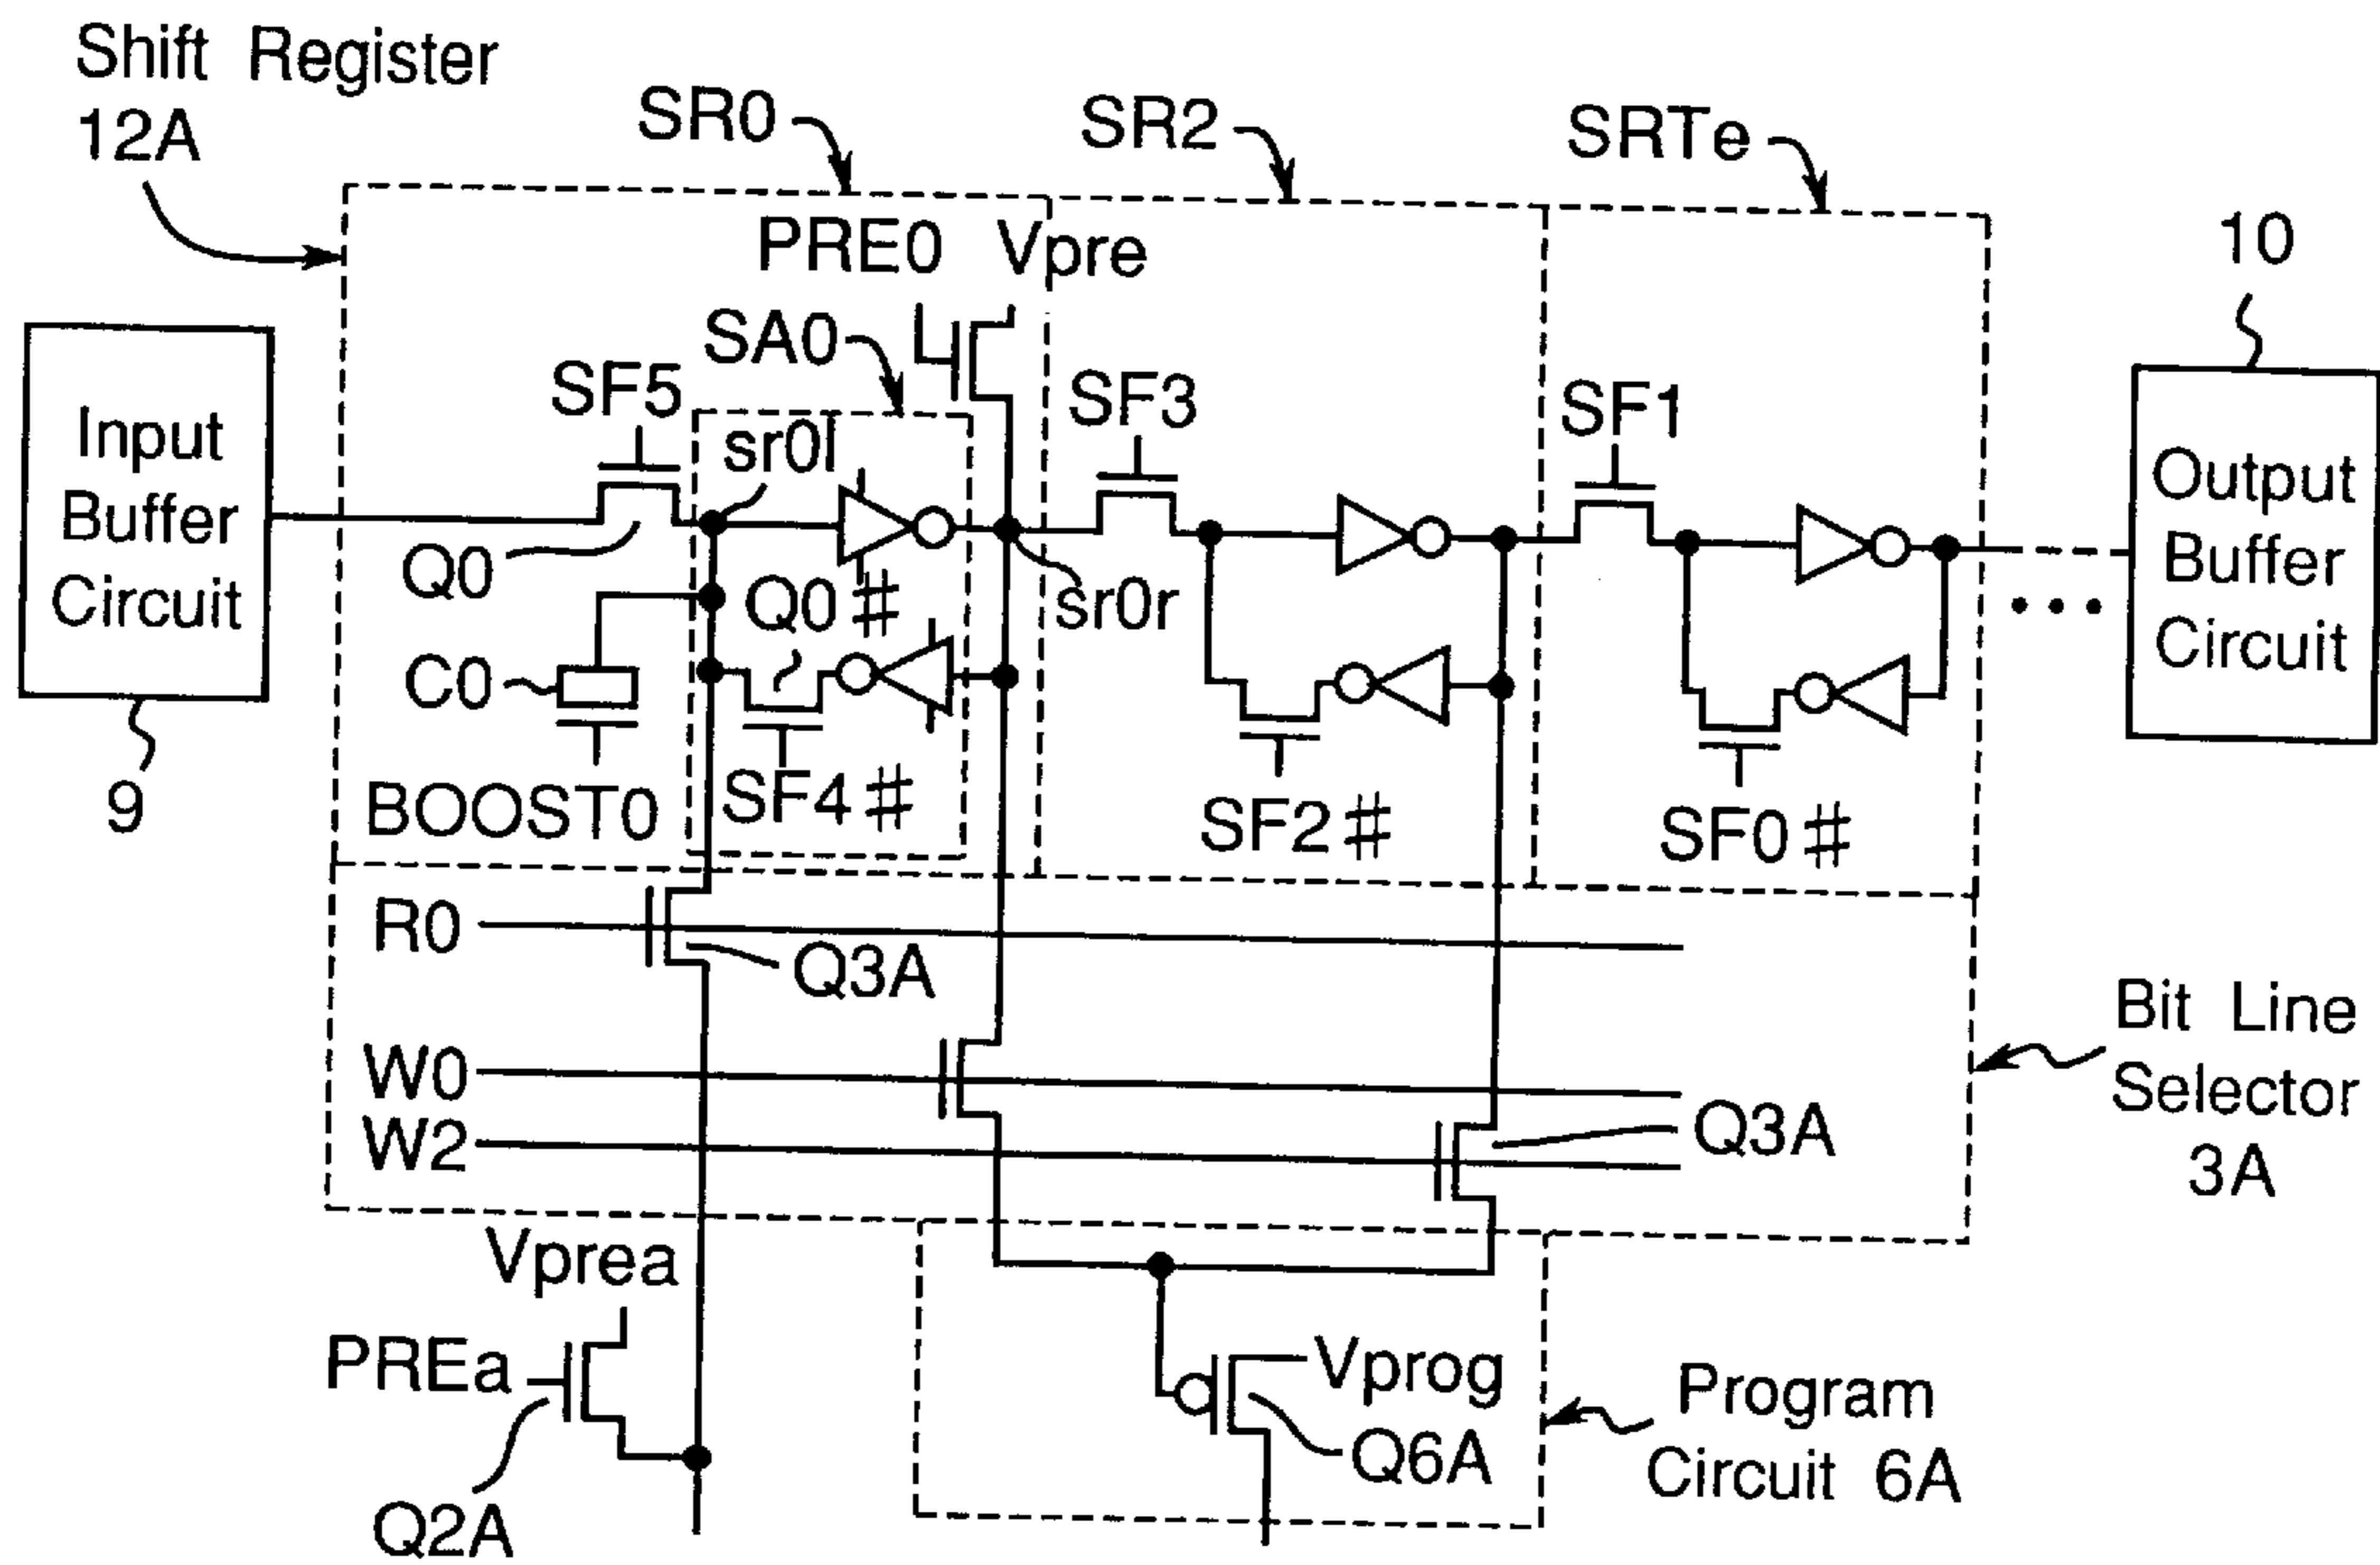 Shift Register
12A
SR0
SR2
SRTe
PRE0
Vpre
10
SA0
SF5
sr0l
SF3
SF1
Input
Buffer
Circuit
Output
Buffer
Circuit
Q0
Q0#
sr0r
C0
9
BOOST0
SF4#
SF2#
SF0#
R0
Q3A
Bit Line
Selector
3A
W0
W2
Q3A
Vprea
PREa
Vprog
Q6A
Program
Circuit 6A
Q2A